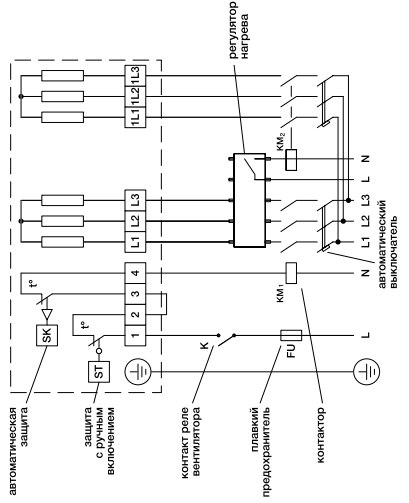 автоматическая
защита
защита
с ручным
включением
контакт реле
вентилятора
плавкий
предохранитель
контактор
автоматический
выключатель
регулятор
нагрева
SK
ST
t°
t°
1
2
3
4
L1
L2
L3
1L1
1L2
1L3
K
FU
KM1
KM2
L
N
L1
L2
L3
L
N